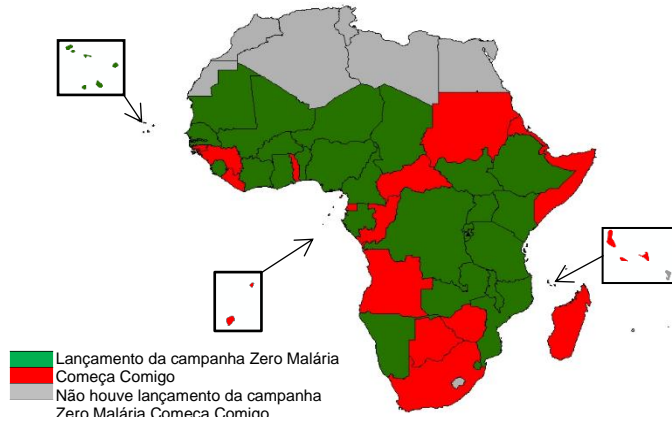 Lançamento da campanha Zero Malária
Começa Comigo
Não houve lançamento da campanha
Zero Malária Começa Comigo